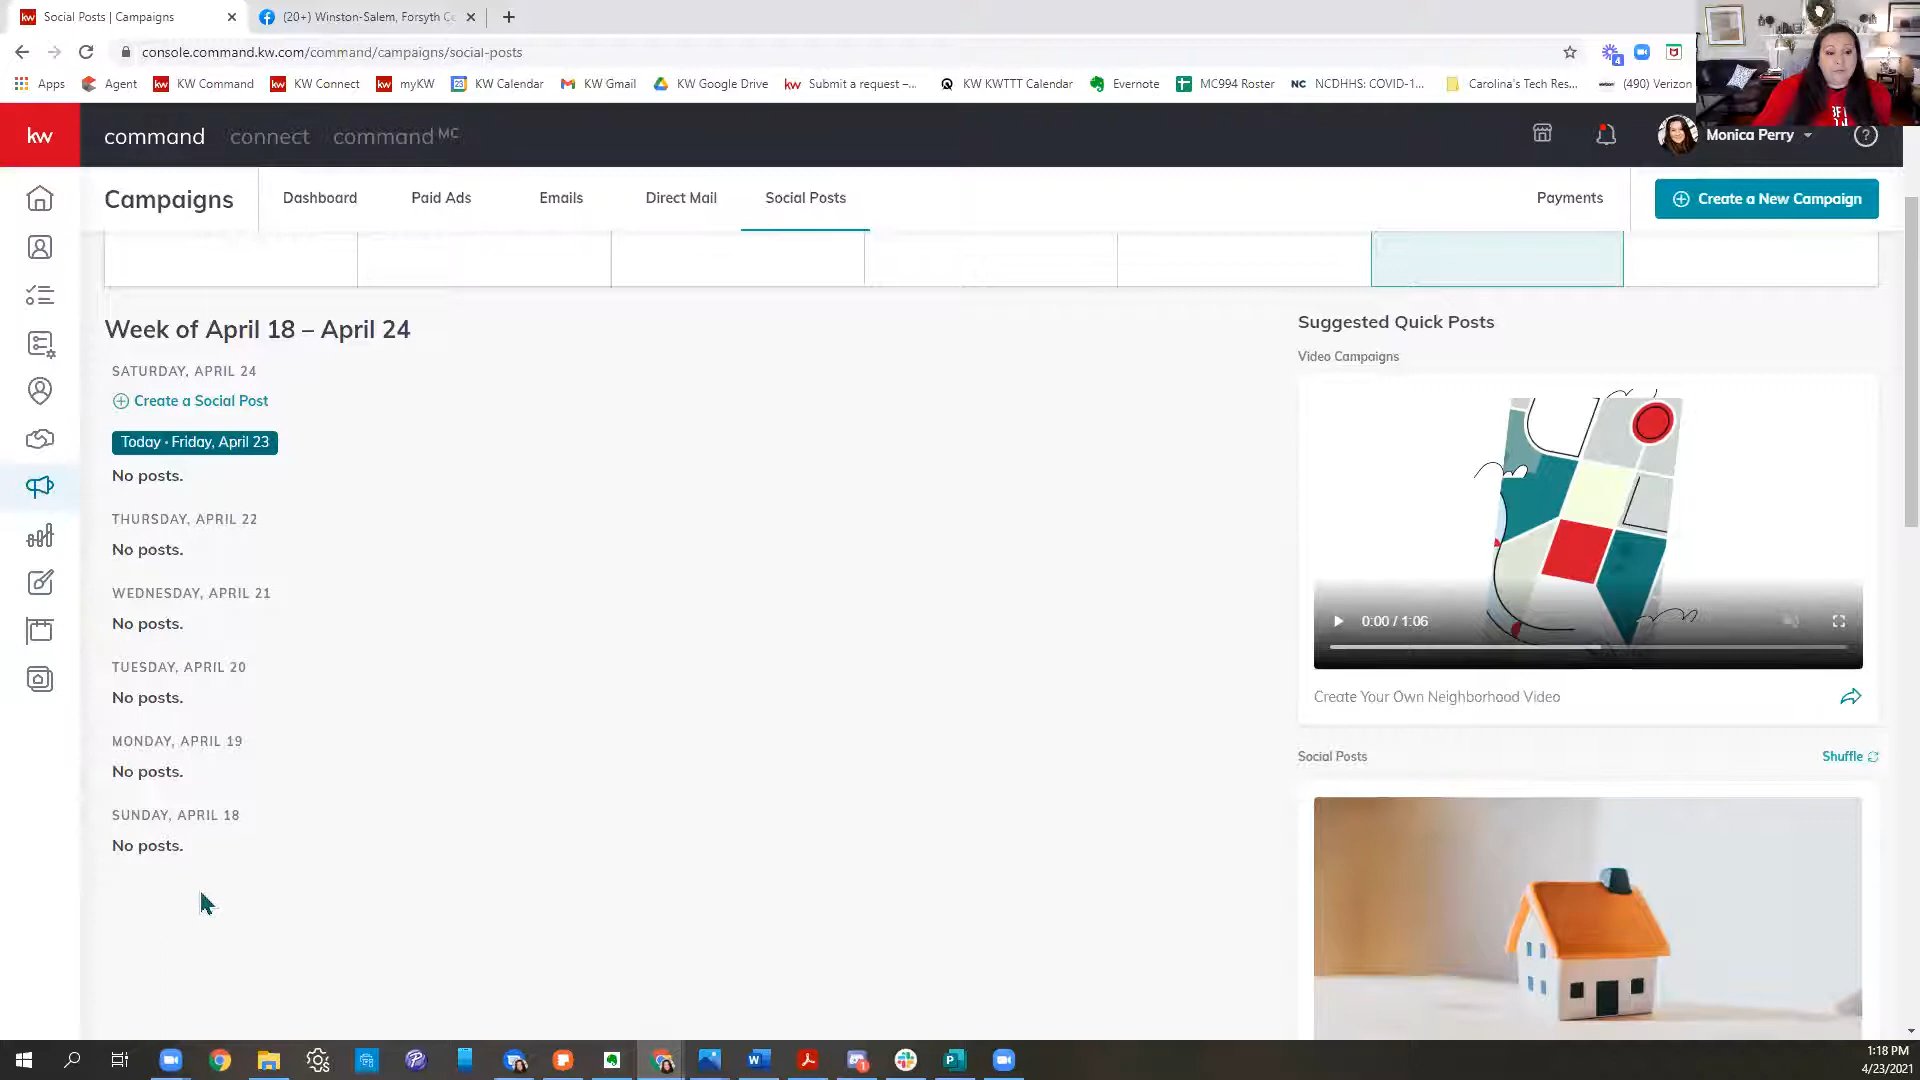 Social Posts | Campaigns
(20+) Winston-Salem, Forsyth Co
console.command.kw.com/command/campaigns/social-posts
Apps Agent KW Command KW Connect myKW KW Calendar KW Gmail KW Google Drive Submit a request –... KW KWTTT Calendar Evernote MC994 Roster NCDHHS: COVID-1... Carolina's Tech Res... (490) Verizon
kw command connect command MC Monica Perry
Campaigns Dashboard Paid Ads Emails Direct Mail Social Posts Payments Create a New Campaign
Week of April 18 – April 24
SATURDAY, APRIL 24
Create a Social Post
Today · Friday, April 23
No posts.
THURSDAY, APRIL 22
No posts.
WEDNESDAY, APRIL 21
No posts.
TUESDAY, APRIL 20
No posts.
MONDAY, APRIL 19
No posts.
SUNDAY, APRIL 18
No posts.
Suggested Quick Posts
Video Campaigns
0:00 / 1:06
Create Your Own Neighborhood Video
Social Posts Shuffle
1:18 PM
4/23/2021